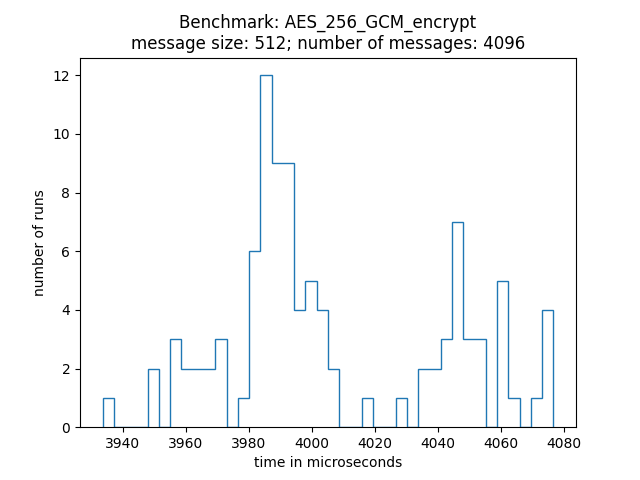 Benchmark: AES_256_GCM_encrypt
message size: 512; number of messages: 4096
12
10
8
6
4
2
0
number of runs
3940 3960 3980 4000 4020 4040 4060 4080
time in microseconds